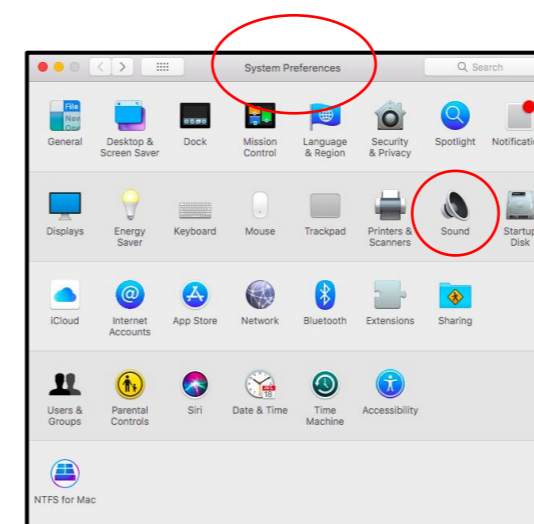 System Preferences
Search
General
Desktop &
Screen Saver
Dock
Mission
Control
Language
& Region
Security
& Privacy
Spotlight
Notificati
Displays
Energy
Saver
Keyboard
Mouse
Trackpad
Printers &
Scanners
Sound
Startup
Disk
iCloud
Internet
Accounts
App Store
Network
Bluetooth
Extensions
Sharing
Users &
Groups
Parental
Controls
Siri
Date & Time
Time
Machine
Accessibility
NTFS for Mac
File
18